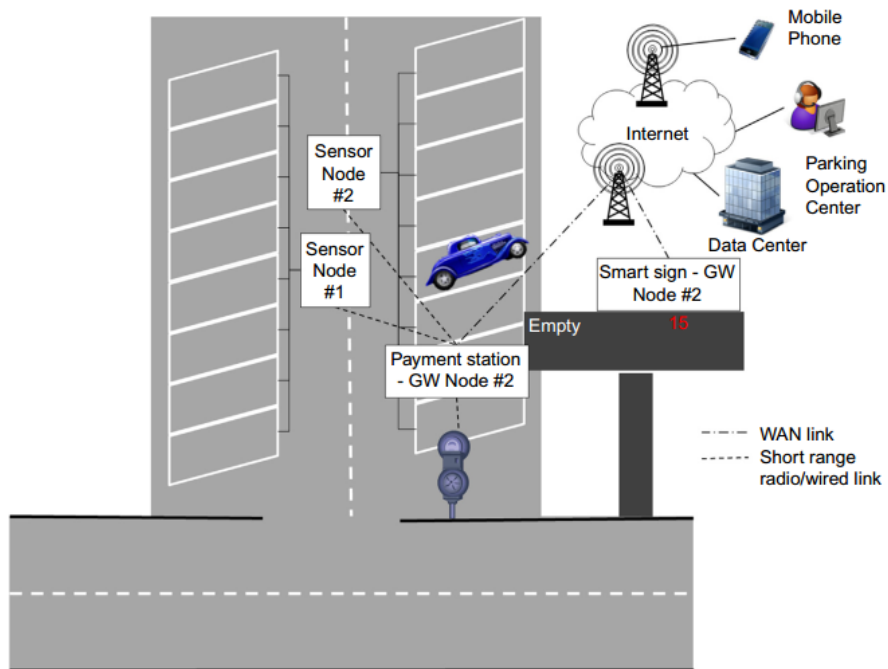 Mobile
Phone
Internet
Parking
Operation
Center
Data Center
Sensor
Node
#2
Sensor
Node
#1
Smart sign - GW
Node #2
Empty
15
Payment station
- GW Node #2
WAN link
Short range
radio/wired link